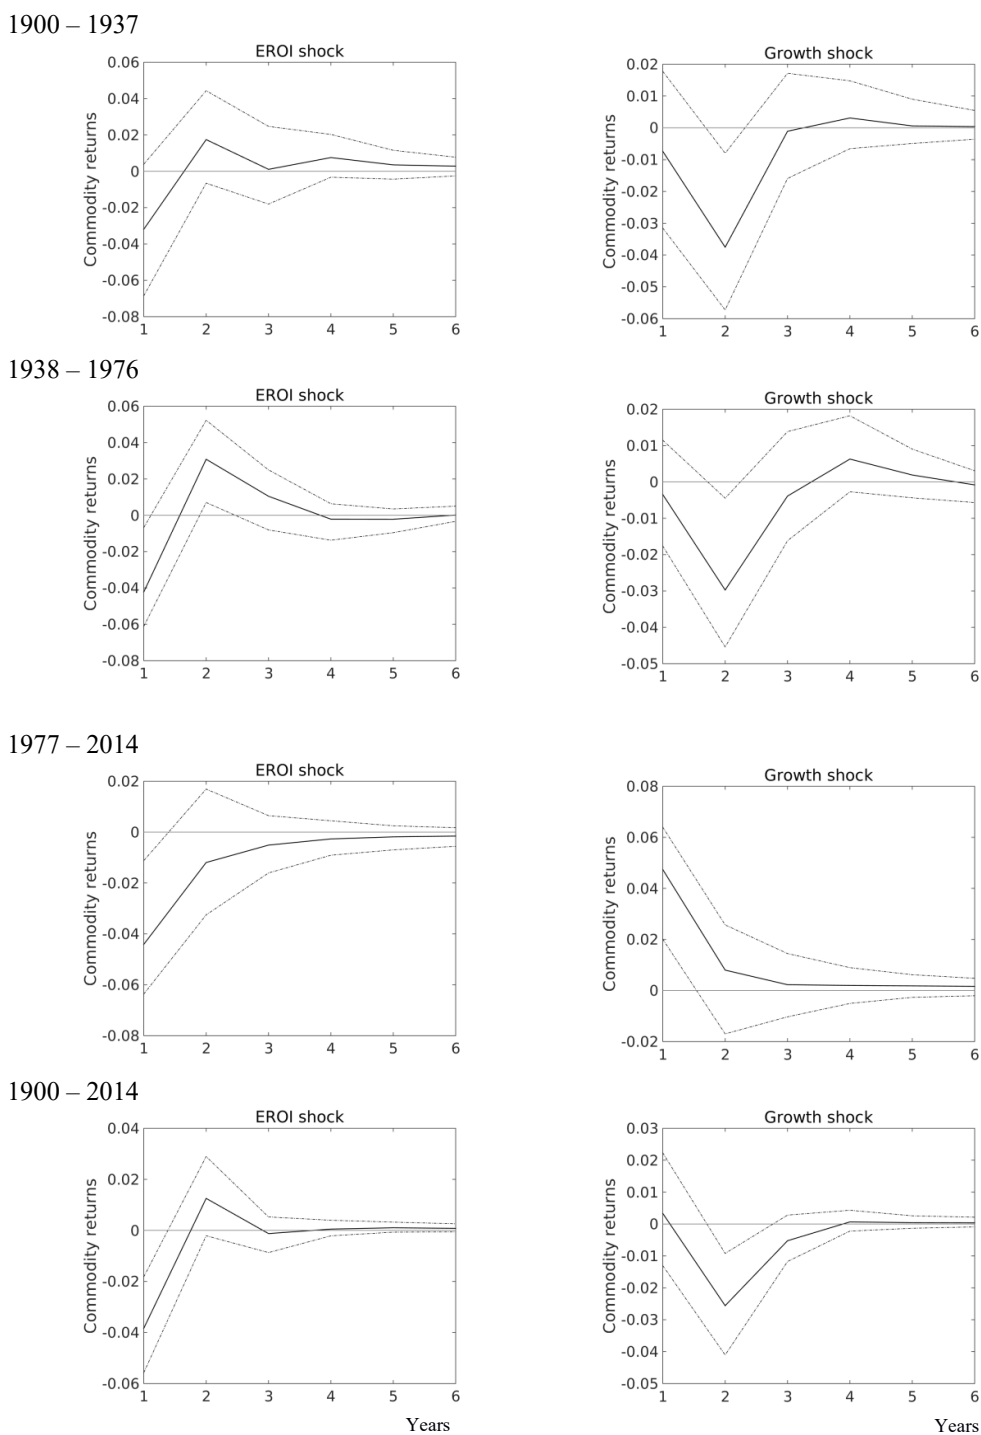 1900 – 1937
EROI shock
Commodity returns
0.06
0.04
0.02
0
-0.02
-0.04
-0.06
-0.08
1 2 3 4 5 6
Growth shock
Commodity returns
0.02
0.01
0
-0.01
-0.02
-0.03
-0.04
-0.05
-0.06
1 2 3 4 5 6
1938 – 1976
EROI shock
Commodity returns
0.06
0.04
0.02
0
-0.02
-0.04
-0.06
-0.08
1 2 3 4 5 6
Growth shock
Commodity returns
0.02
0.01
0
-0.01
-0.02
-0.03
-0.04
-0.05
1 2 3 4 5 6
1977 – 2014
EROI shock
Commodity returns
0.02
0
-0.02
-0.04
-0.06
-0.08
1 2 3 4 5 6
Growth shock
Commodity returns
0.08
0.06
0.04
0.02
0
-0.02
1 2 3 4 5 6
1900 – 2014
EROI shock
Commodity returns
0.04
0.02
0
-0.02
-0.04
-0.06
1 2 3 4 5 6
Years
Growth shock
Commodity returns
0.03
0.02
0.01
0
-0.01
-0.02
-0.03
-0.04
-0.05
1 2 3 4 5 6
Years